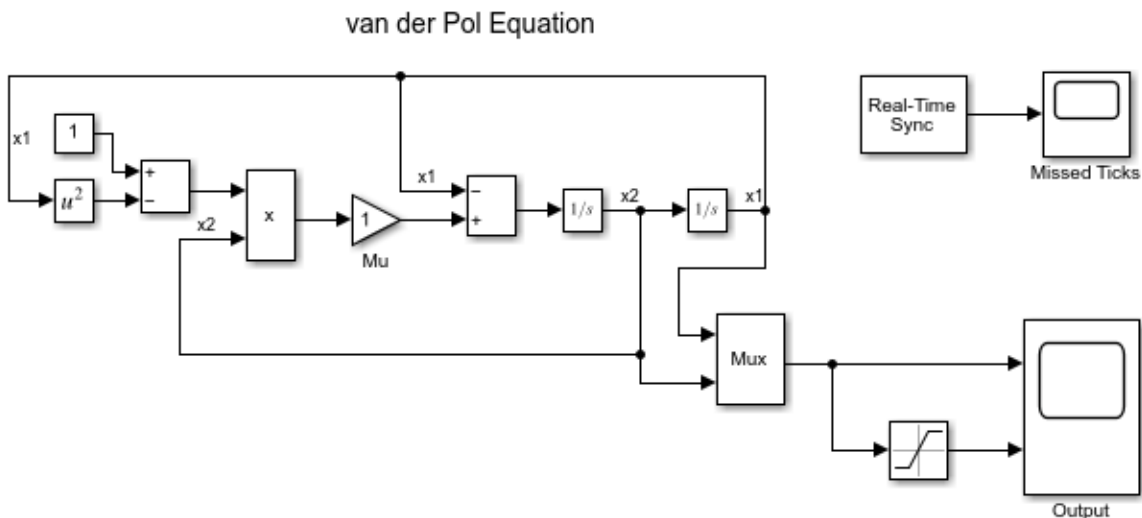 van der Pol Equation
x1
1
+
−
u²
x2
x
1
Mu
x1
−
+
1/s
x2
1/s
x1
Real-Time
Sync
Missed Ticks
Mux
Output